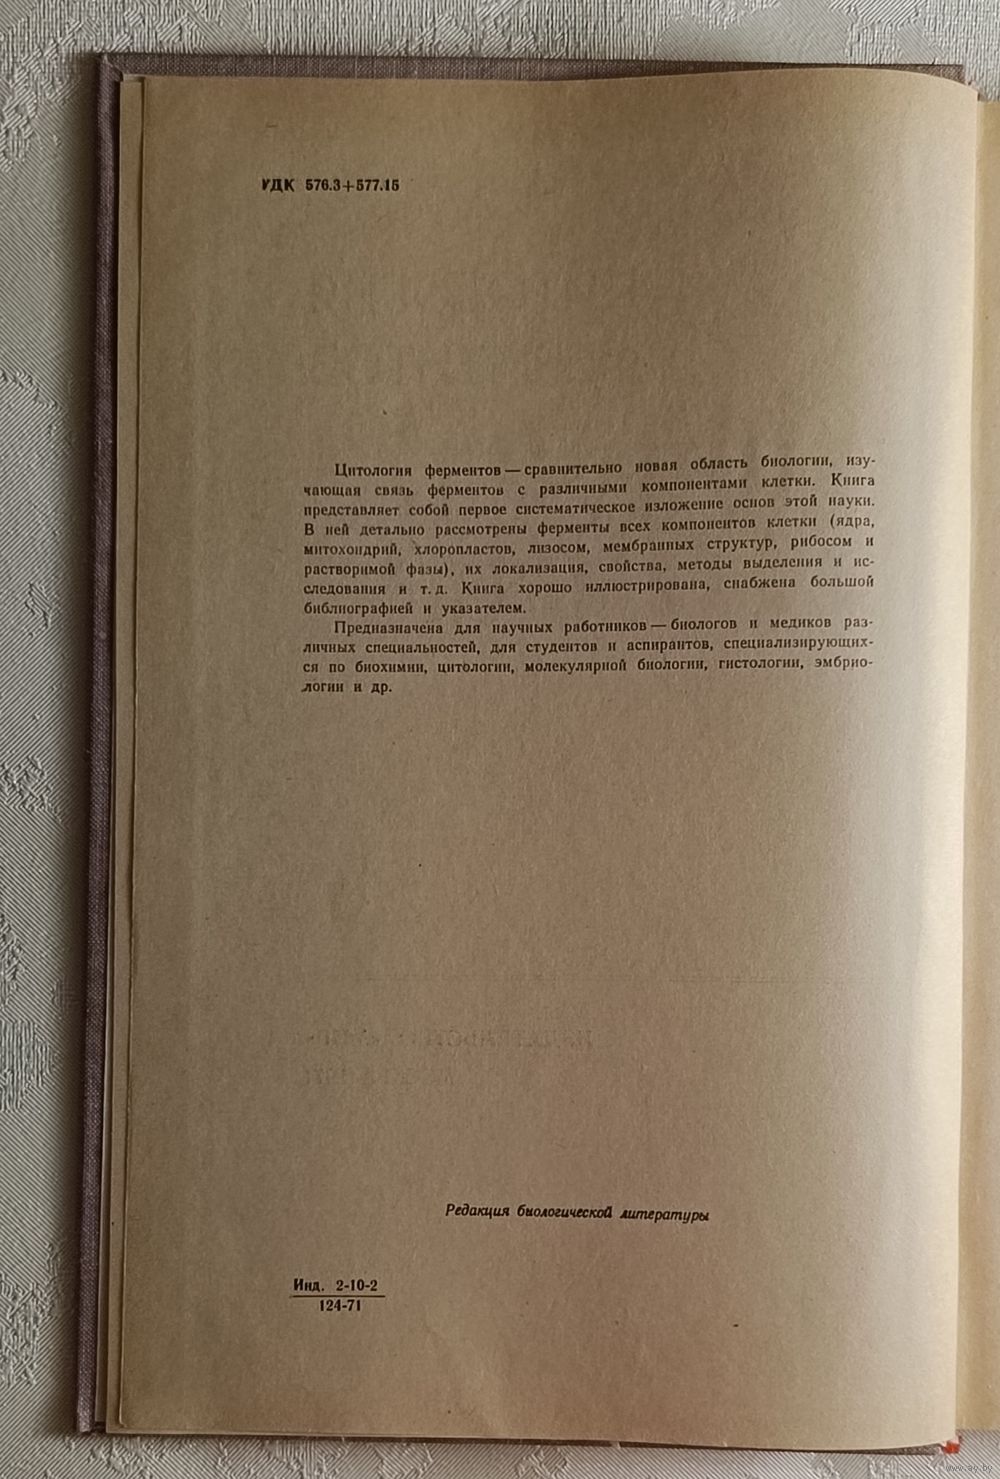 УДК 576.3+577.15
Цитология ферментов — сравнительно новая область биологии, изу-
чающая связь ферментов с различными компонентами клетки. Книга
представляет собой первое систематическое изложение основ этой науки.
В ней детально рассмотрены ферменты всех компонентов клетки (ядра,
митохондрий, хлоропластов, лизосом, мембранных структур, рибосом и
растворимой фазы), их локализация, свойства, методы выделения и ис-
следования и т. д. Книга хорошо иллюстрирована, снабжена большой
библиографией и указателем.
Предназначена для научных работников — биологов и медиков раз-
личных специальностей, для студентов и аспирантов, специализирующих-
ся по биохимии, цитологии, молекулярной биологии, гистологии, эмбрио-
логии и др.
Редакция биологической литературы
Инд. 2-10-2
124-71